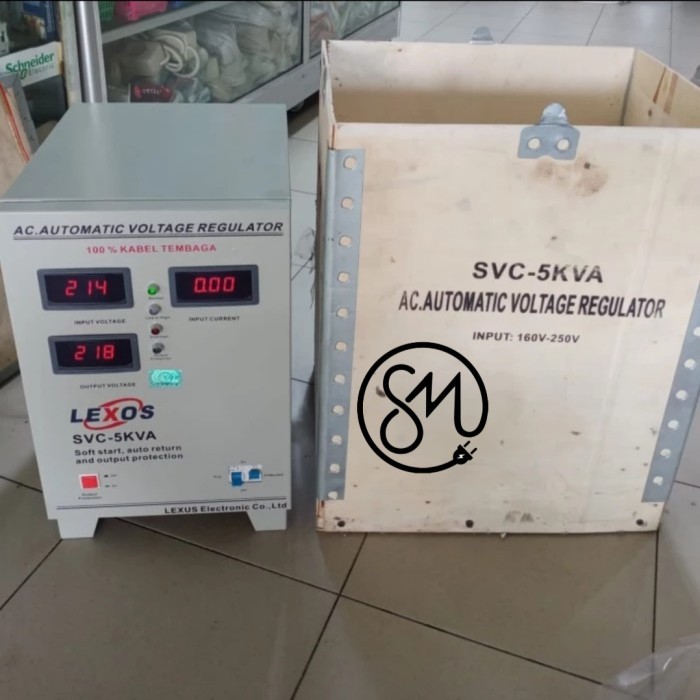 Schneider
Electric
AC.AUTOMATIC VOLTAGE REGULATOR
100 % KABEL TEMBAGA
214
0.00
INPUT VOLTAGE
INPUT CURRENT
218
OUTPUT VOLTAGE
LEXOS
SVC-5KVA
Soft start, auto return
and output protection
LEXUS Electronic Co.,Ltd
SVC-5KVA
AC.AUTOMATIC VOLTAGE REGULATOR
INPUT: 160V-250V
SM